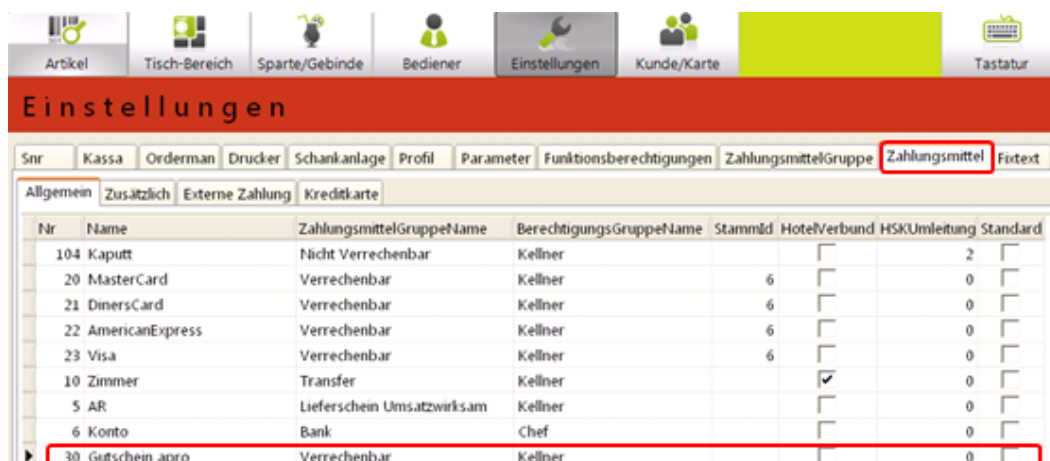 Artikel Tisch-Bereich Sparte/Gebinde Bediener Einstellungen Kunde/Karte Tastatur
Einstellungen
Snr Kassa Orderman Drucker Schankanlage Profil Parameter Funktionsberechtigungen ZahlungsmittelGruppe Zahlungsmittel Fixtext
Allgemein Zusätzlich Externe Zahlung Kreditkarte
Nr Name ZahlungsmittelGruppeName BerechtigungsGruppeName StammId HotelVerbund HSKUmleitung Standard
104 Kaputt Nicht Verrechenbar Kellner 2
20 MasterCard Verrechenbar Kellner 6 0
21 DinersCard Verrechenbar Kellner 6 0
22 AmericanExpress Verrechenbar Kellner 6 0
23 Visa Verrechenbar Kellner 6 0
10 Zimmer Transfer Kellner 0
5 AR Lieferschein Umsatzwirksam Kellner 0
6 Konto Bank Chef 0
30 Gutschein apro Verrechenbar Kellner 0